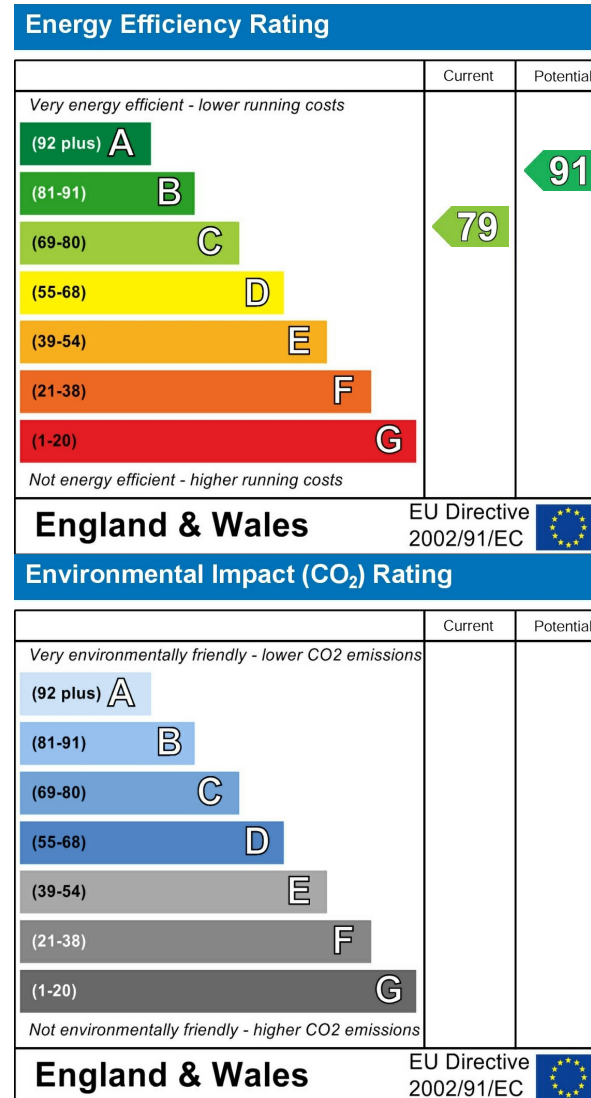 Energy Efficiency Rating
Current Potential
Very energy efficient - lower running costs
(92 plus) A
(81-91) B
(69-80) C
(55-68) D
(39-54) E
(21-38) F
(1-20) G
79
91
Not energy efficient - higher running costs
England & Wales
EU Directive
2002/91/EC
Environmental Impact (CO₂) Rating
Current Potential
Very environmentally friendly - lower CO2 emissions
(92 plus) A
(81-91) B
(69-80) C
(55-68) D
(39-54) E
(21-38) F
(1-20) G
Not environmentally friendly - higher CO2 emissions
England & Wales
EU Directive
2002/91/EC